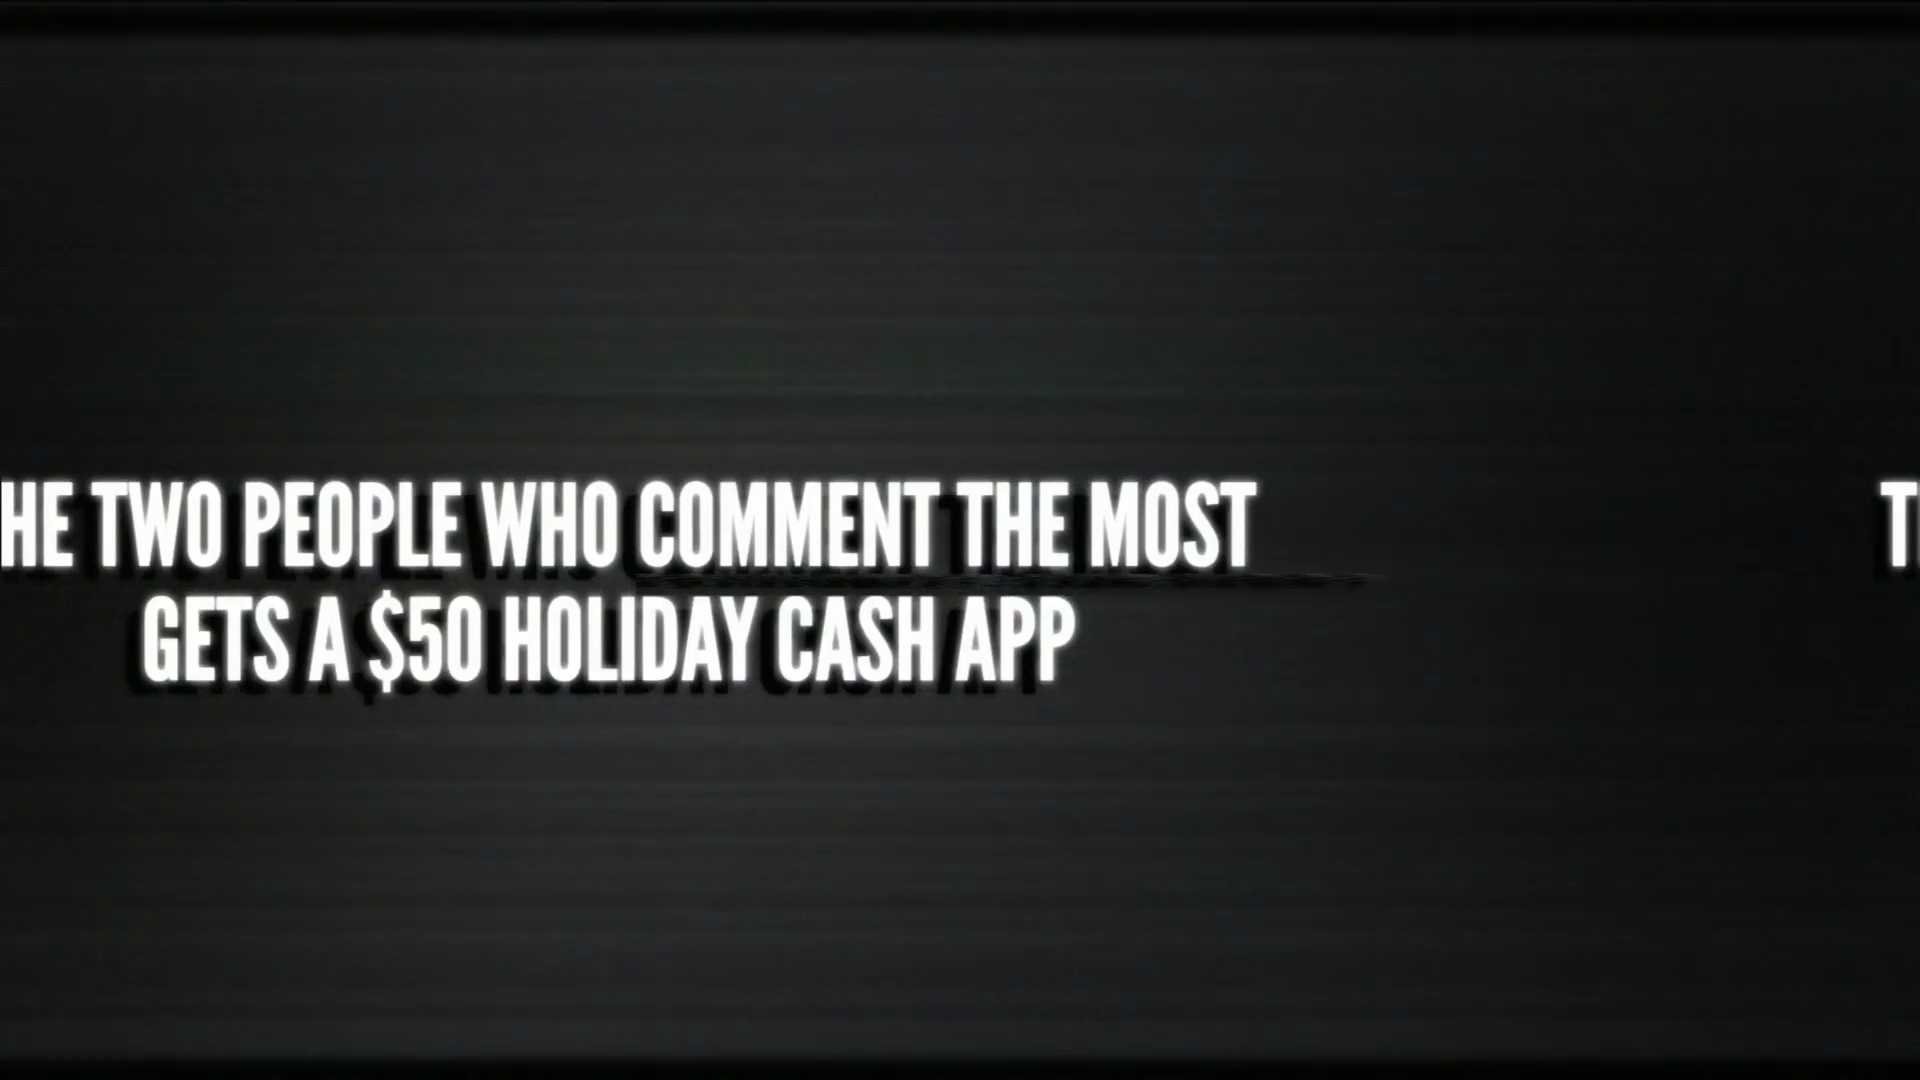 HE TWO PEOPLE WHO COMMENT THE MOST
GETS A $50 HOLIDAY CASH APP
T